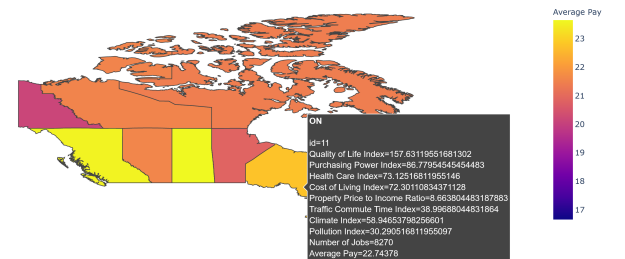 Average Pay
23
22
21
20
19
18
17
ON
id=11
Quality of Life Index=157.63119551681302
Purchasing Power Index=86.77954545454483
Health Care Index=73.12516811955146
Cost of Living Index=72.30110834371128
Property Price to Income Ratio=8.663804483187883
Traffic Commute Time Index=38.99688044831864
Climate Index=58.94653798256601
Pollution Index=30.290516811955097
Number of Jobs=8270
Average Pay=22.74378